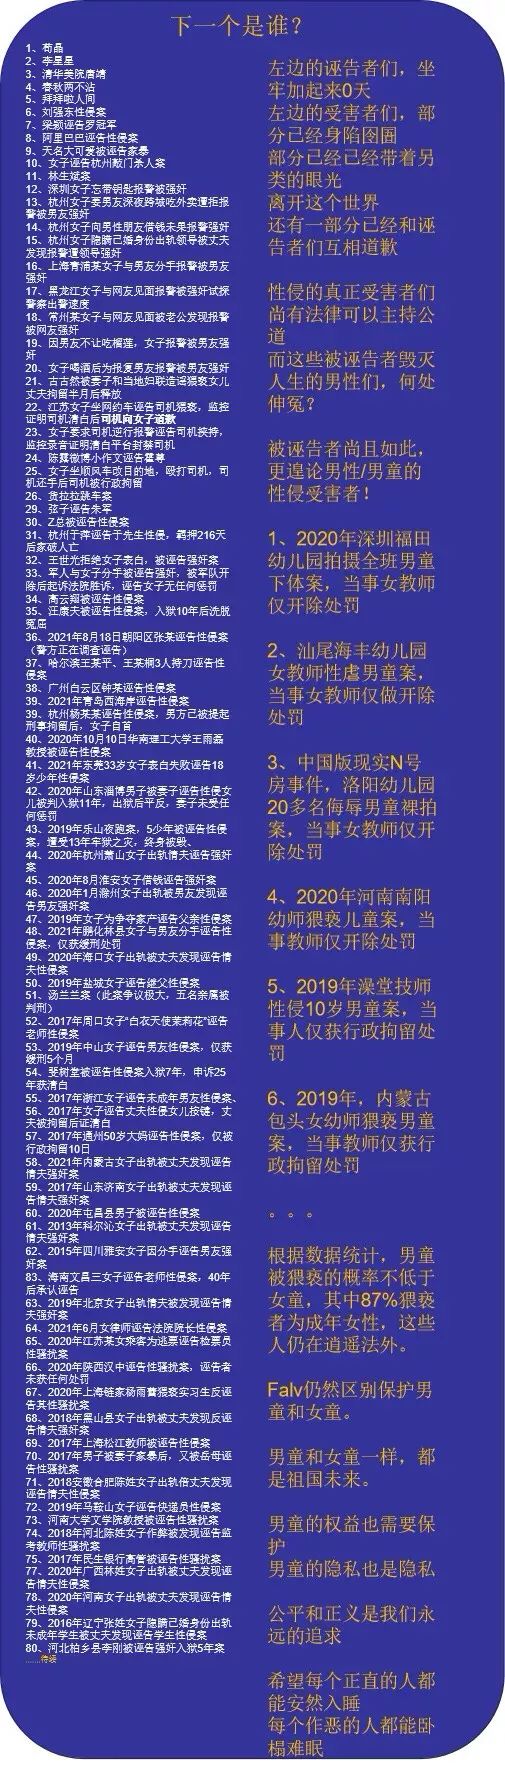 下一个是谁？
1、苟晶
2、李星星
3、清华美院唐靖
4、春秋两不沾
5、拜拜啦人间
6、刘强东性侵案
7、梁颖诬告罗冠军
8、阿里巴巴诬告性侵案
9、天名大可爱被诬告家暴
10、女子诬告杭州敲门杀人案
11、林生斌案
12、深圳女子忘带钥匙报警被强奸
13、杭州女子要男友深夜跨城吃外卖遭拒报
警被男友强奸
14、杭州女子向男性朋友借钱未果报警强奸
15、杭州女子隐瞒已婚身份出轨领导被丈夫
发现报警遭领导强奸
16、上海青浦某女子与男友分手报警被男友
强奸
17、黑龙江女子与网友见面报警被强奸试探
警察出警速度
18、常州某女子与网友见面被老公发现报警
被网友强奸
19、因男友不让吃榴莲，女子报警被男友强
奸
20、女子喝酒后为报复男友报警被男友强奸
21、古古然被妻子和当地妇联造谣猥亵女儿
丈夫拘留半月后释放
22、江苏女子坐网约车诬告司机猥亵，监控
证明司机清白后司机向女子道歉
23、女子要求司机逆行报警诬告司机挟持，
监控录音证明清白平台封禁司机
24、陈露微博小作文诬告霍尊
25、女子坐顺风车改目的地，殴打司机，司
机还手后司机被行政拘留
26、货拉拉跳车案
29、弦子诬告朱军
30、Z总被诬告性侵案
31、杭州于萍诬告于先生性侵，羁押216天
后家破人亡
32、王世光拒绝女子表白，被诬告强奸案
33、军人与女子分手被诬告强奸，被军队开
除后起诉法院胜诉，诬告女子无任何惩罚
34、高云翔被诬告性侵案
35、汪康夫被诬告性侵案，入狱10年后洗脱
冤屈
36、2021年8月18日朝阳区张某诬告性侵案
（警方正在调查诬告）
37、哈尔滨王某平、王某桐3人持刀诬告性
侵案
38、广州白云区钟某诬告性侵案
39、2021年青岛西海岸诬告性侵案
39、杭州杨某某诬告性侵案，男方已被提起
刑事拘留后，女子自首
40、2020年10月10日华南理工大学王雨磊
教授被诬告性侵案
41、2021年东莞33岁女子表白失败诬告18
岁少年性侵案
42、2020年山东淄博男子被妻子诬告性侵女
儿被判入狱11年，出狱后平反，妻子未受任
何惩罚
43、2019年乐山夜跑案，5少年被诬告性侵
案，遭受13年牢狱之灾，终身被毁、
44、2020年杭州萧山女子出轨情夫诬告强奸
案
45、2020年8月淮安女子借钱诬告强奸案
46、2020年1月滁州女子出轨被男友发现诬
告男友强奸案
47、2019年女子为争夺家产诬告父亲性侵案
48、2021年鹏化林县女子与男友分手诬告性
侵案，仅获缓刑处罚
49、2020年海口女子出轨被丈夫发现诬告情
夫性侵案
50、2019年盐城女子诬告继父性侵案
51、汤兰兰案（此案争议极大，五名亲属被
判刑）
52、2017年周口女子“白衣天使茉莉花”诬告
老师性侵案
53、2019年中山女子诬告男友性侵案，仅获
缓刑5个月
54、斐树堂被诬告性侵案入狱7年，申诉25
年获清白
55、2017年浙江女子诬告未成年男友性侵案、
56、2017年女子诬告丈夫性侵女儿按键，丈
夫被拘留后证清白
57、2017年通州50岁大妈诬告性侵案，仅被
行政拘留10日
58、2021年内蒙古女子出轨被丈夫发现诬告
情夫强奸案
59、2017年山东济南女子出轨被丈夫发现诬
告情夫强奸案
60、2020年屯昌县男子被诬告性侵案
61、2013年科尔沁女子出轨被丈夫发现诬告
情夫强奸案
62、2015年四川雅安女子因分手诬告男友强
奸案
83、海南文昌三女子诬告老师性侵案，40年
后承认诬告
63、2019年北京女子出轨情夫被发现诬告情
夫强奸案
64、2021年6月女律师诬告法院院长性侵案
65、2020年江苏某女乘客为逃票诬告检票员
性骚扰案
66、2020年陕西汉中诬告性骚扰案，诬告者
未获任何处罚
67、2020年上海链家杨雨蕾猥亵实习生反诬
告其性骚扰案
68、2018年黑山县女子出轨被丈夫发现反诬告
情夫强奸案
69、2017年上海松江教师被诬告性侵案
70、2017年男子被妻子家暴后，又被岳母诬
告性骚扰案
71、2018安徽合肥陈姓女子出轨倍丈夫发现
诬告情夫性侵案
72、2019年马鞍山女子诬告快递员性侵案
73、河南大学文学院教授被诬告性骚扰案
74、2018年河北陈姓女子作弊被发现诬告监
考教师性骚扰案
75、2017年民生银行高管被诬告性骚扰案
77、2020年广西林姓女子出轨被丈夫发现诬
告情夫性侵案
78、2020年河南女子出轨被丈夫发现诬告情
夫性侵案
79、2016年辽宁张姓女子隐瞒已婚身份出轨
未成年学生被丈夫发现诬告学生性侵案
80、河北柏乡县李刚被诬告强奸入狱5年案
......待续
左边的诬告者们，坐
牢加起来0天
左边的受害者们，部
分已经身陷囹圄
部分已经已经带着另
类的眼光
离开这个世界
还有一部分已经和诬
告者们互相道歉
性侵的真正受害者们
尚有法律可以主持公
道
而这些被诬告者毁灭
人生的男性们，何处
伸冤？
被诬告者尚且如此，
更遑论男性/男童的
性侵受害者！
1、2020年深圳福田
幼儿园拍摄全班男童
下体案，当事女教师
仅开除处罚
2、汕尾海丰幼儿园
女教师性虐男童案，
当事女教师仅做开除
处罚
3、中国版现实N号
房事件，洛阳幼儿园
20多名侮辱男童裸拍
案，当事女教师仅开
除处罚
4、2020年河南南阳
幼师猥亵儿童案，当
事教师仅开除处罚
5、2019年澡堂技师
性侵10岁男童案，当
事人仅获行政拘留处
罚
6、2019年，内蒙古
包头女幼师猥亵男童
案，当事教师仅获行
政拘留处罚
。。。
根据数据统计，男童
被猥亵的概率不低于
女童，其中87%猥亵
者为成年女性，这些
人仍在逍遥法外。
Falv仍然区别保护男
童和女童。
男童和女童一样，都
是祖国未来。
男童的权益也需要保
护
男童的隐私也是隐私
公平和正义是我们永
远的追求
希望每个正直的人都
能安然入睡
每个作恶的人都能卧
榻难眠